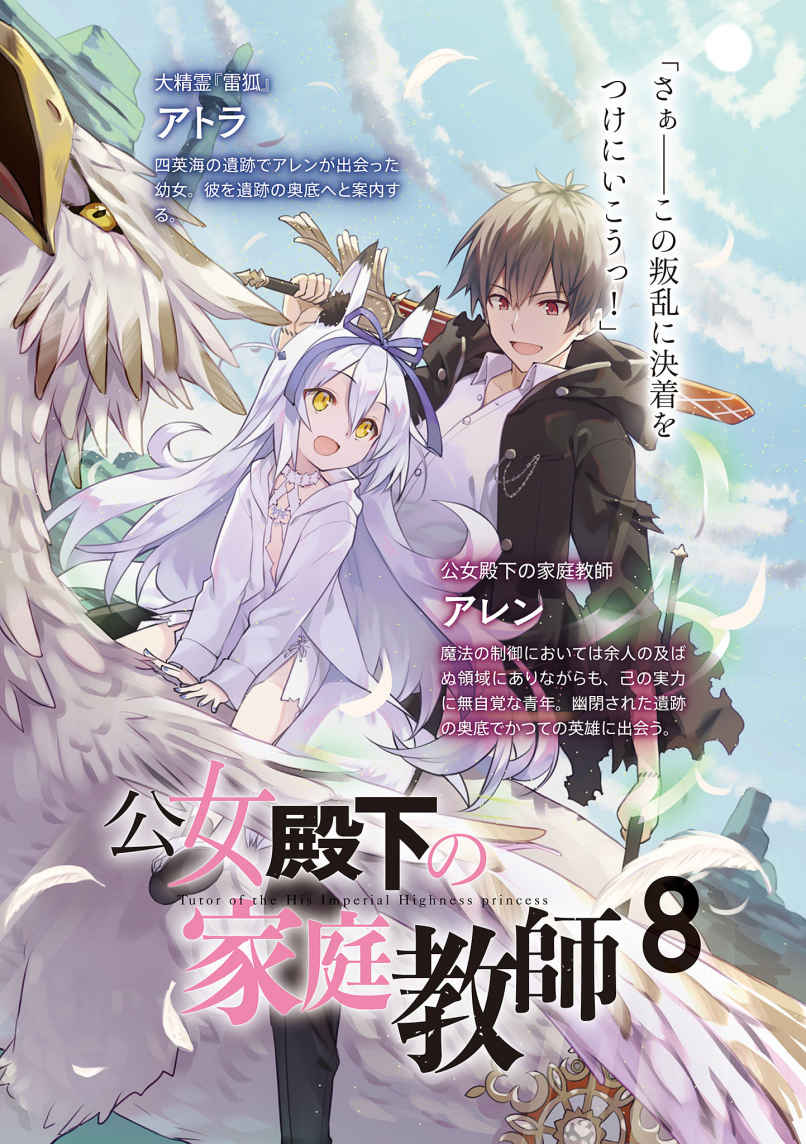 「さぁ――この叛乱に決着を
つけにいこうっ！」
大精霊『雷狐』
アトラ
四英海の遺跡でアレンが出会った
幼女。彼を遺跡の奥底へと案内す
る。
公女殿下の家庭教師
アレン
魔法の制御においては余人の及ば
ぬ領域にありながらも、己の実力
に無自覚な青年。幽閉された遺跡
の奥底でかつての英雄に出会う。
公女殿下の
Tutor of the His Imperial Highness princess
家庭教師 8